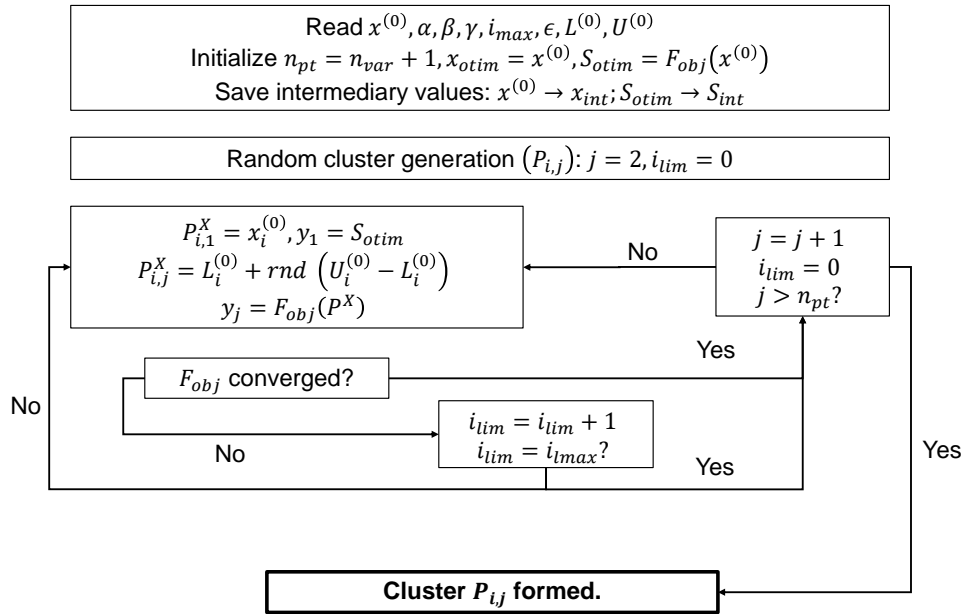 Read x^{(0)}, α, β, γ, i_{max}, ϵ, L^{(0)}, U^{(0)}
Initialize n_{pt} = n_{var} + 1, x_{otim} = x^{(0)}, S_{otim} = F_{obj}(x^{(0)})
Save intermediary values: x^{(0)} → x_{int}; S_{otim} → S_{int}
Random cluster generation (P_{i,j}): j = 2, i_{lim} = 0
P^X_{i,1} = x_i^{(0)}, y_1 = S_{otim}
P^X_{i,j} = L_i^{(0)} + rnd (U_i^{(0)} − L_i^{(0)})
y_j = F_{obj}(P^X)
No
j = j + 1
i_{lim} = 0
j > n_{pt}?
Yes
F_{obj} converged?
No
No
i_{lim} = i_{lim} + 1
i_{lim} = i_{lmax}?
Yes
Yes
Cluster P_{i,j} formed.